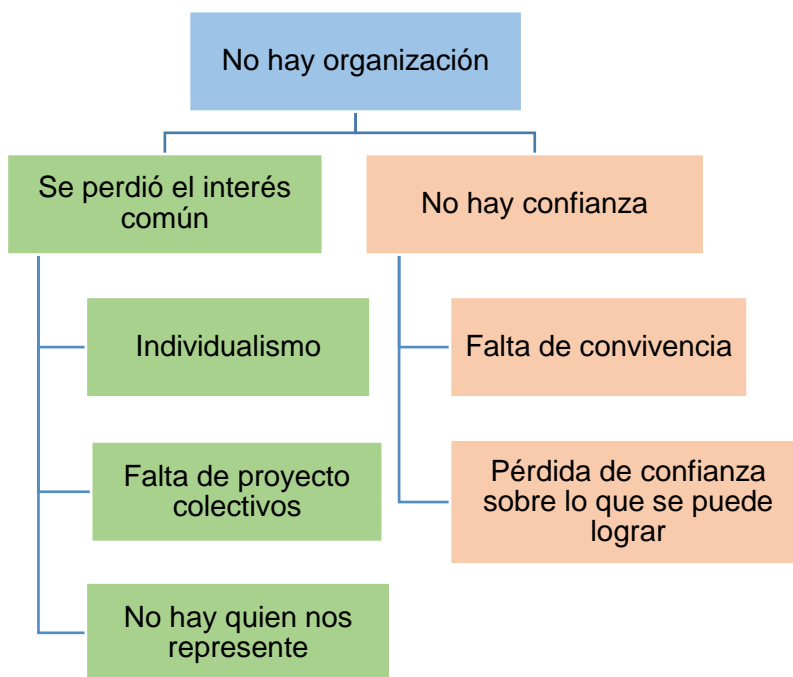 No hay organización
Se perdió el interés
común
No hay confianza
Individualismo
Falta de convivencia
Falta de proyecto
colectivos
Pérdida de confianza
sobre lo que se puede
lograr
No hay quien nos
represente